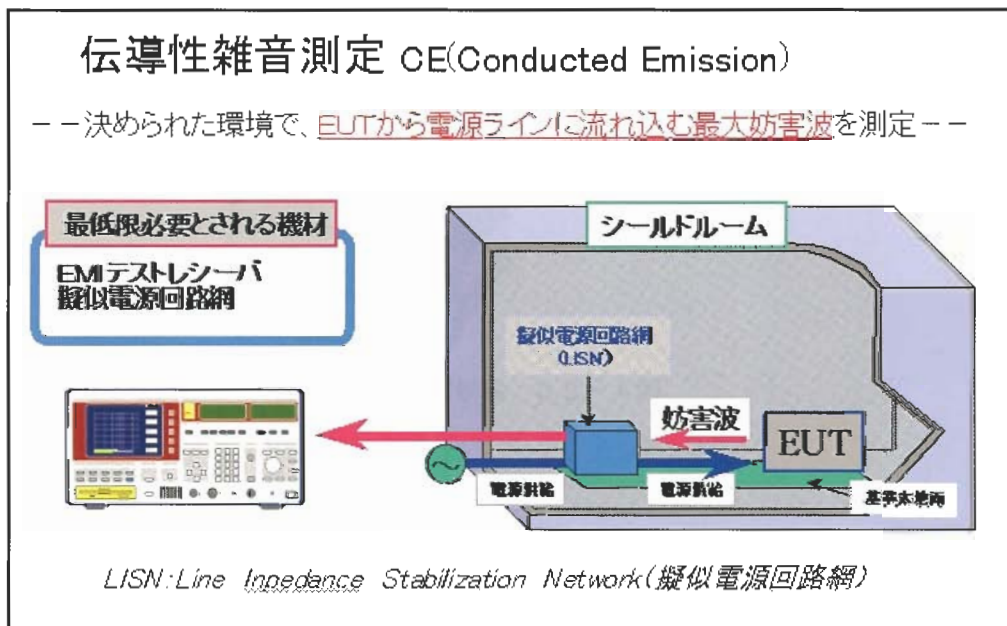 伝導性雑音測定 CE(Conducted Emission)
--決められた環境で、EUTから電源ラインに流れ込む最大妨害波を測定--
最低限必要とされる機材
EMIテストレシーバ
擬似電源回路網
シールドルーム
擬似電源回路網
(LISN)
妨害波
EUT
電源供給
電源供給
LISN:Line Inpedance Stabilization Network(擬似電源回路網)